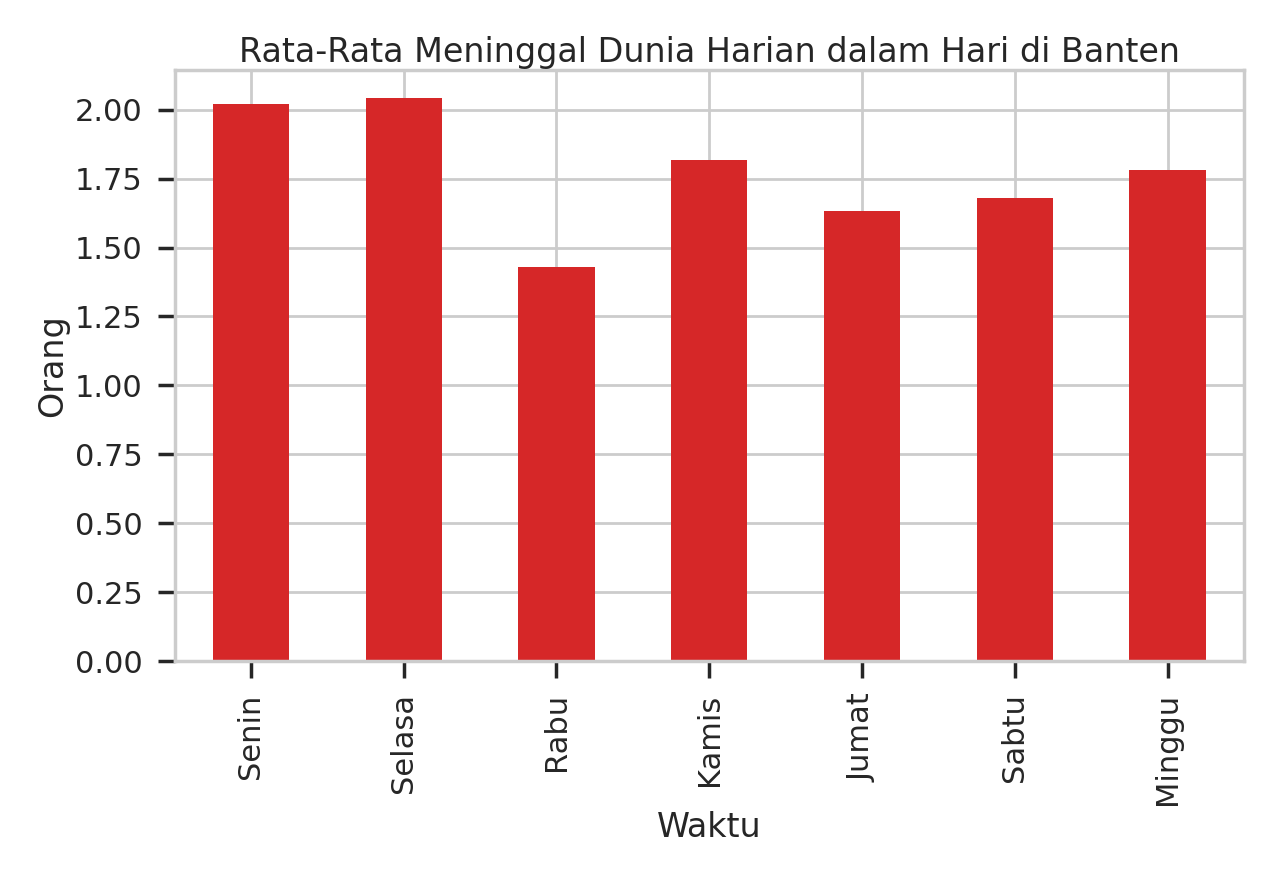 Rata-Rata Meninggal Dunia Harian dalam Hari di Banten
2.00
1.75
1.50
1.25
1.00
0.75
0.50
0.25
0.00
Orang
Senin
Selasa
Rabu
Kamis
Jumat
Sabtu
Minggu
Waktu